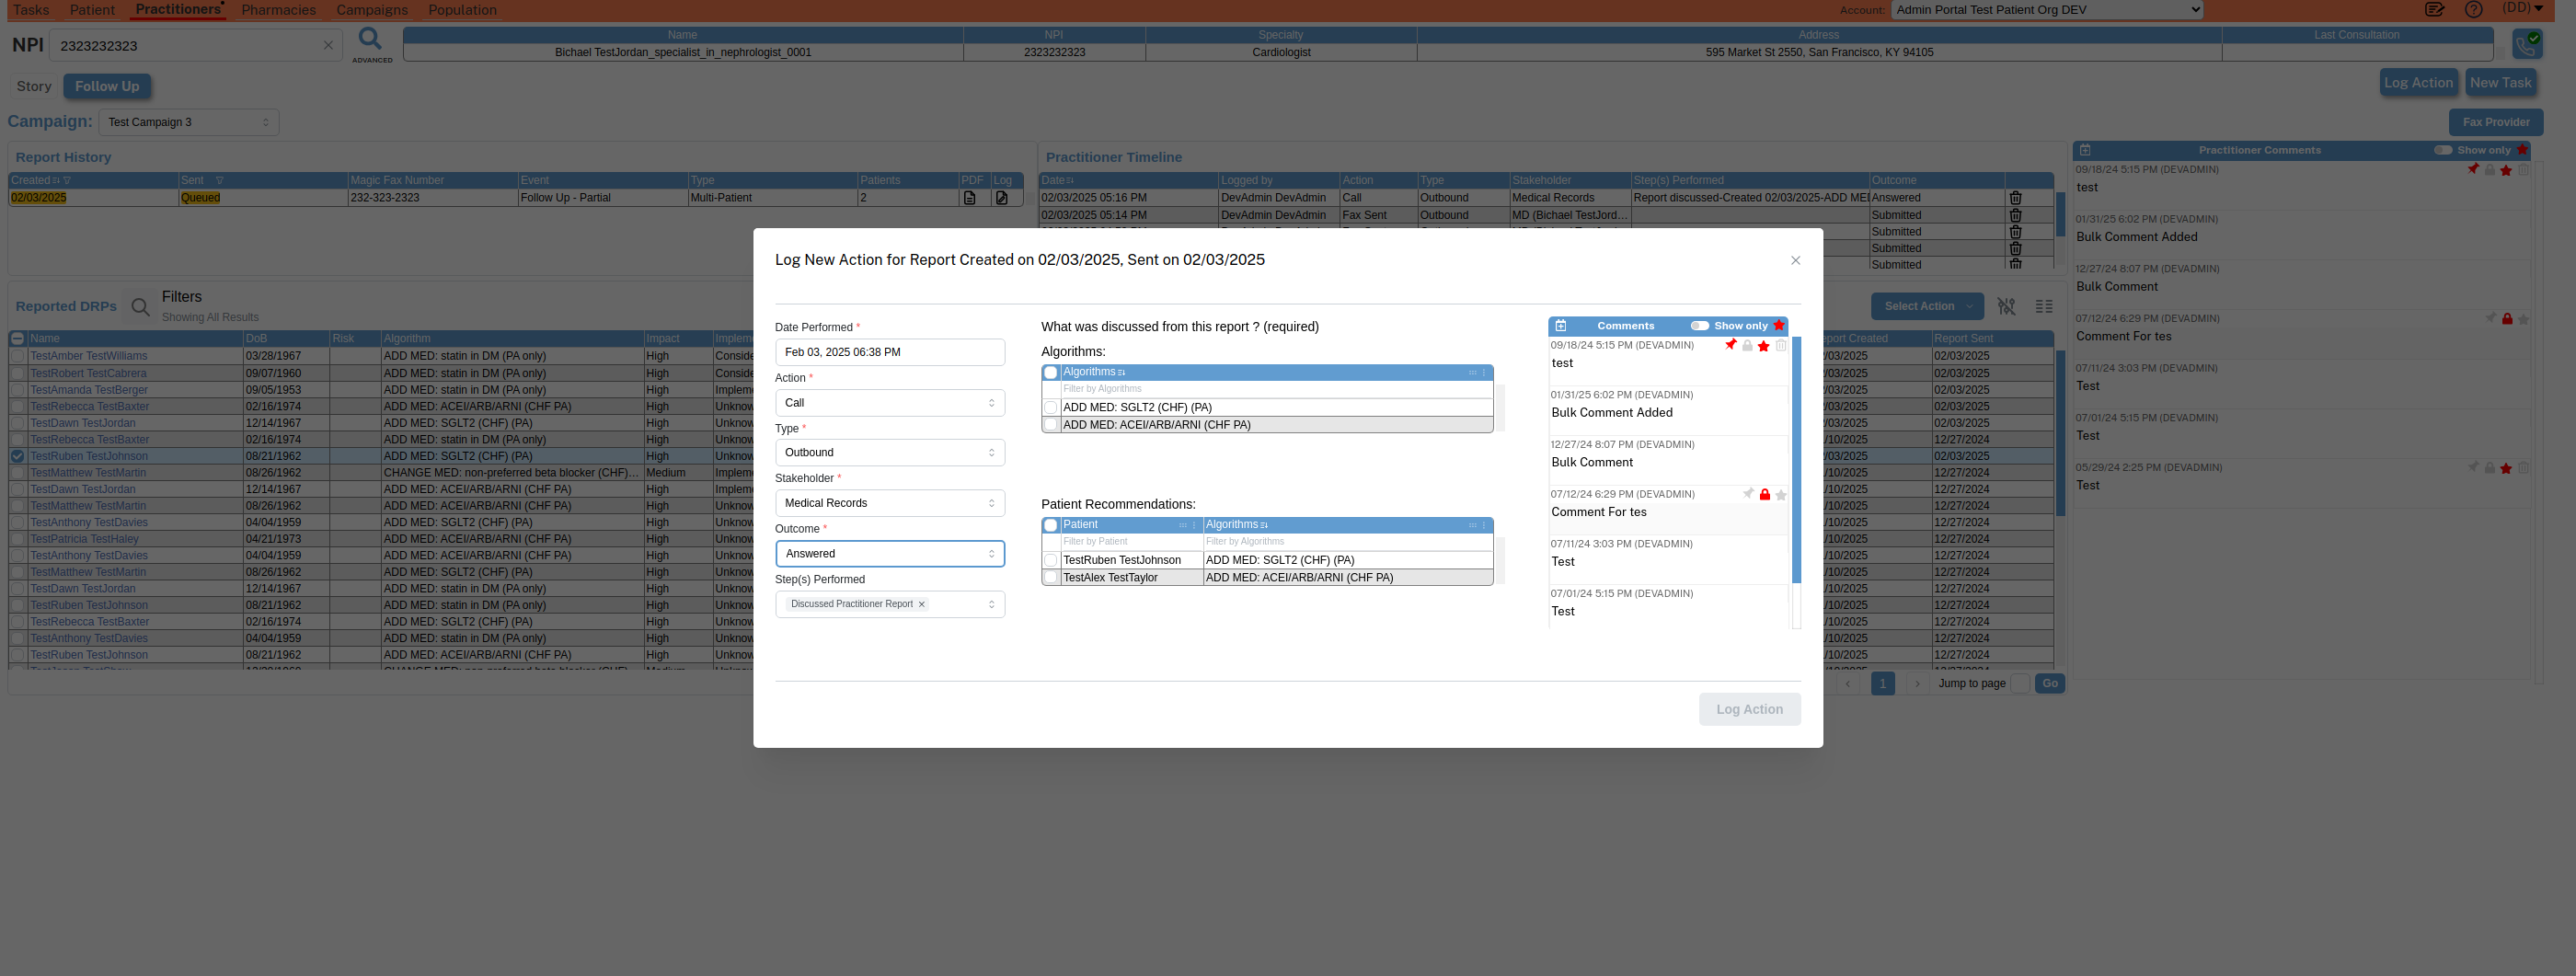 Tasks Patient Practitioners Pharmacies Campaigns Population Account: Admin Portal Test Patient Org DEV (DD)
NPI 2323232323 ADVANCED
Name NPI Specialty Address Last Consultation
Bichael TestJordan_specialist_in_nephrologist_0001 2323232323 Cardiologist 595 Market St 2550, San Francisco, KY 94105
Story Follow Up Log Action New Task
Campaign: Test Campaign 3 Fax Provider
Report History
Created Sent Magic Fax Number Event Type Patients PDF Log
02/03/2025 Queued 232-323-2323 Follow Up - Partial Multi-Patient 2
Practitioner Timeline
Date Logged by Action Type Stakeholder Step(s) Performed Outcome
02/03/2025 05:16 PM DevAdmin DevAdmin Call Outbound Medical Records Report discussed-Created 02/03/2025-ADD ME Answered
02/03/2025 05:14 PM DevAdmin DevAdmin Fax Sent Outbound MD (Bichael TestJord... Submitted
Submitted
Submitted
Submitted
Practitioner Comments Show only
09/18/24 5:15 PM (DEVADMIN)
test
01/31/25 6:02 PM (DEVADMIN)
Bulk Comment Added
12/27/24 8:07 PM (DEVADMIN)
Bulk Comment
07/12/24 6:29 PM (DEVADMIN)
Comment For tes
07/11/24 3:03 PM (DEVADMIN)
Test
07/01/24 5:15 PM (DEVADMIN)
Test
05/29/24 2:25 PM (DEVADMIN)
Test
Reported DRPs Filters
Showing All Results
Select Action
Name DoB Risk Algorithm Impact Implem port Created Report Sent
TestAmber TestWilliams 03/28/1967 ADD MED: statin in DM (PA only) High Conside /03/2025 02/03/2025
TestRobert TestCabrera 09/07/1960 ADD MED: statin in DM (PA only) High Conside /03/2025 02/03/2025
TestAmanda TestBerger 09/05/1953 ADD MED: statin in DM (PA only) High Implem /03/2025 02/03/2025
TestRebecca TestBaxter 02/16/1974 ADD MED: ACEI/ARB/ARNI (CHF PA) High Unknow /03/2025 02/03/2025
TestDawn TestJordan 12/14/1967 ADD MED: SGLT2 (CHF) (PA) High Unknow /03/2025 02/03/2025
TestRebecca TestBaxter 02/16/1974 ADD MED: statin in DM (PA only) High Unknow /10/2025 12/27/2024
TestRuben TestJohnson 08/21/1962 ADD MED: SGLT2 (CHF) (PA) High Unknow /03/2025 02/03/2025
TestMatthew TestMartin 08/26/1962 CHANGE MED: non-preferred beta blocker (CHF)... Medium Implem /10/2025 12/27/2024
TestDawn TestJordan 12/14/1967 ADD MED: ACEI/ARB/ARNI (CHF PA) High Implem /10/2025 12/27/2024
TestMatthew TestMartin 08/26/1962 ADD MED: ACEI/ARB/ARNI (CHF PA) High Unknow /10/2025 12/27/2024
TestAnthony TestDavies 04/04/1959 ADD MED: SGLT2 (CHF) (PA) High Unknow /10/2025 12/27/2024
TestPatricia TestHaley 04/21/1973 ADD MED: ACEI/ARB/ARNI (CHF PA) High Unknow /10/2025 12/27/2024
TestAnthony TestDavies 04/04/1959 ADD MED: ACEI/ARB/ARNI (CHF PA) High Unknow /10/2025 12/27/2024
TestMatthew TestMartin 08/26/1962 ADD MED: SGLT2 (CHF) (PA) High Unknow /10/2025 12/27/2024
TestDawn TestJordan 12/14/1967 ADD MED: statin in DM (PA only) High Unknow /10/2025 12/27/2024
TestRuben TestJohnson 08/21/1962 ADD MED: ACEI/ARB/ARNI (CHF PA) High Unknow /10/2025 12/27/2024
TestRebecca TestBaxter 02/16/1974 ADD MED: SGLT2 (CHF) (PA) High Unknow /10/2025 12/27/2024
TestAnthony TestDavies 04/04/1959 ADD MED: statin in DM (PA only) High Unknow /10/2025 12/27/2024
TestRuben TestJohnson 08/21/1962 ADD MED: ACEI/ARB/ARNI (CHF PA) High Unknow /10/2025 12/27/2024
1 Jump to page Go
Log New Action for Report Created on 02/03/2025, Sent on 02/03/2025
Date Performed *
Feb 03, 2025 06:38 PM
Action *
Call
Type *
Outbound
Stakeholder *
Medical Records
Outcome *
Answered
Step(s) Performed
Discussed Practitioner Report
What was discussed from this report ? (required)
Algorithms:
Algorithms
Filter by Algorithms
ADD MED: SGLT2 (CHF) (PA)
ADD MED: ACEI/ARB/ARNI (CHF PA)
Patient Recommendations:
Patient Algorithms
Filter by Patient Filter by Algorithms
TestRuben TestJohnson ADD MED: SGLT2 (CHF) (PA)
TestAlex TestTaylor ADD MED: ACEI/ARB/ARNI (CHF PA)
Comments Show only
09/18/24 5:15 PM (DEVADMIN)
test
01/31/25 6:02 PM (DEVADMIN)
Bulk Comment Added
12/27/24 8:07 PM (DEVADMIN)
Bulk Comment
07/12/24 6:29 PM (DEVADMIN)
Comment For tes
07/11/24 3:03 PM (DEVADMIN)
Test
07/01/24 5:15 PM (DEVADMIN)
Test
Log Action